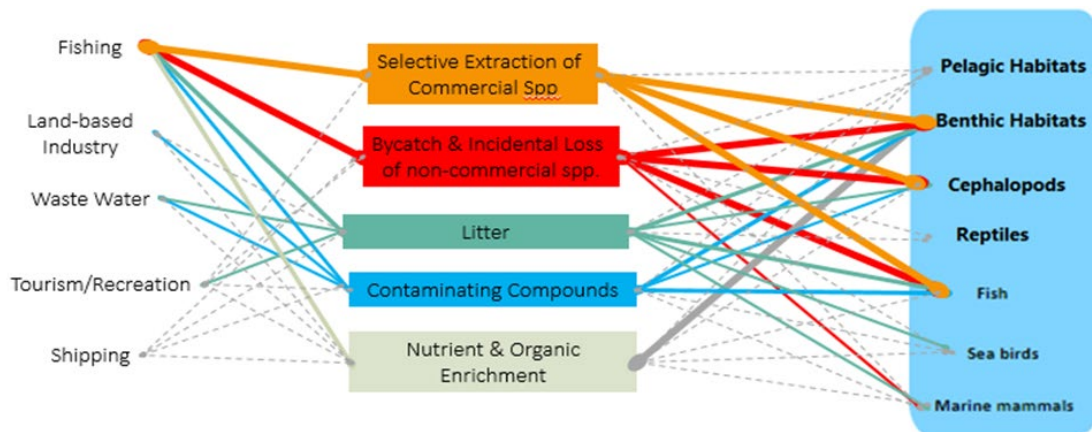 Fishing
Land-based
Industry
Waste Water
Tourism/Recreation
Shipping
Selective Extraction of
Commercial Spp
Bycatch & Incidental Loss
of non-commercial spp.
Litter
Contaminating Compounds
Nutrient & Organic
Enrichment
Pelagic Habitats
Benthic Habitats
Cephalopods
Reptiles
Fish
Sea birds
Marine mammals